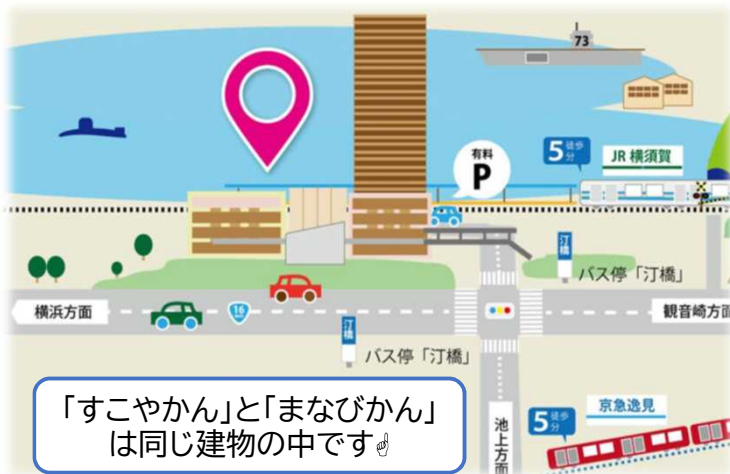 73
有料
P
5
徒歩
分
JR 横須賀
汀橋
バス停「汀橋」
横浜方面
16
観音崎方面
汀橋
バス停「汀橋」
「すこやかん」と「まなびかん」
は同じ建物の中です☝
池上方面
5
徒歩
分
京急逸見